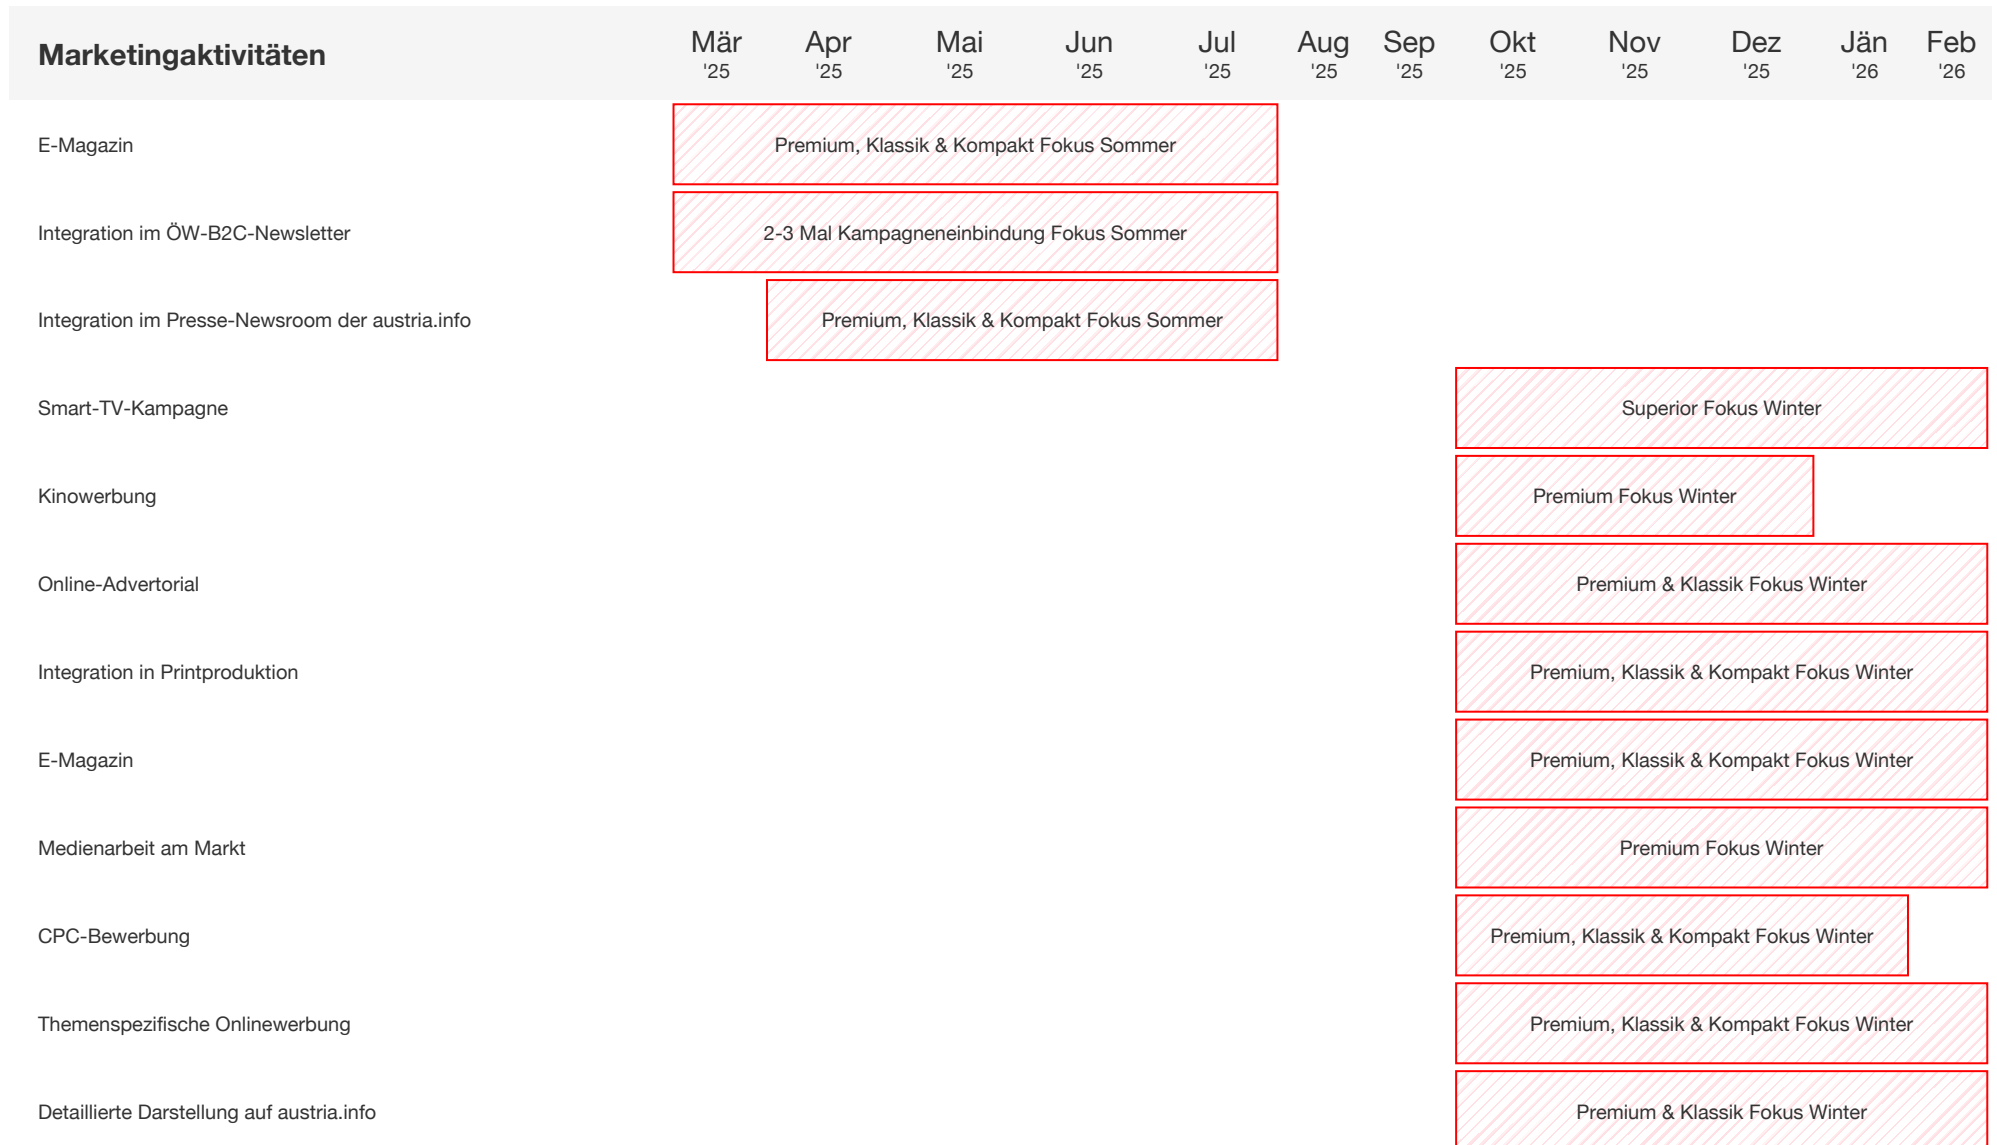 Marketingaktivitäten Mär Apr Mai Jun Jul Aug Sep Okt Nov Dez Jän Feb
'25 '25 '25 '25 '25 '25 '25 '25 '25 '25 '26 '26
E-Magazin Premium, Klassik & Kompakt Fokus Sommer
Integration im ÖW-B2C-Newsletter 2-3 Mal Kampagneneinbindung Fokus Sommer
Integration im Presse-Newsroom der austria.info Premium, Klassik & Kompakt Fokus Sommer
Smart-TV-Kampagne Superior Fokus Winter
Kinowerbung Premium Fokus Winter
Online-Advertorial Premium & Klassik Fokus Winter
Integration in Printproduktion Premium, Klassik & Kompakt Fokus Winter
E-Magazin Premium, Klassik & Kompakt Fokus Winter
Medienarbeit am Markt Premium Fokus Winter
CPC-Bewerbung Premium, Klassik & Kompakt Fokus Winter
Themenspezifische Onlinewerbung Premium, Klassik & Kompakt Fokus Winter
Detaillierte Darstellung auf austria.info Premium & Klassik Fokus Winter